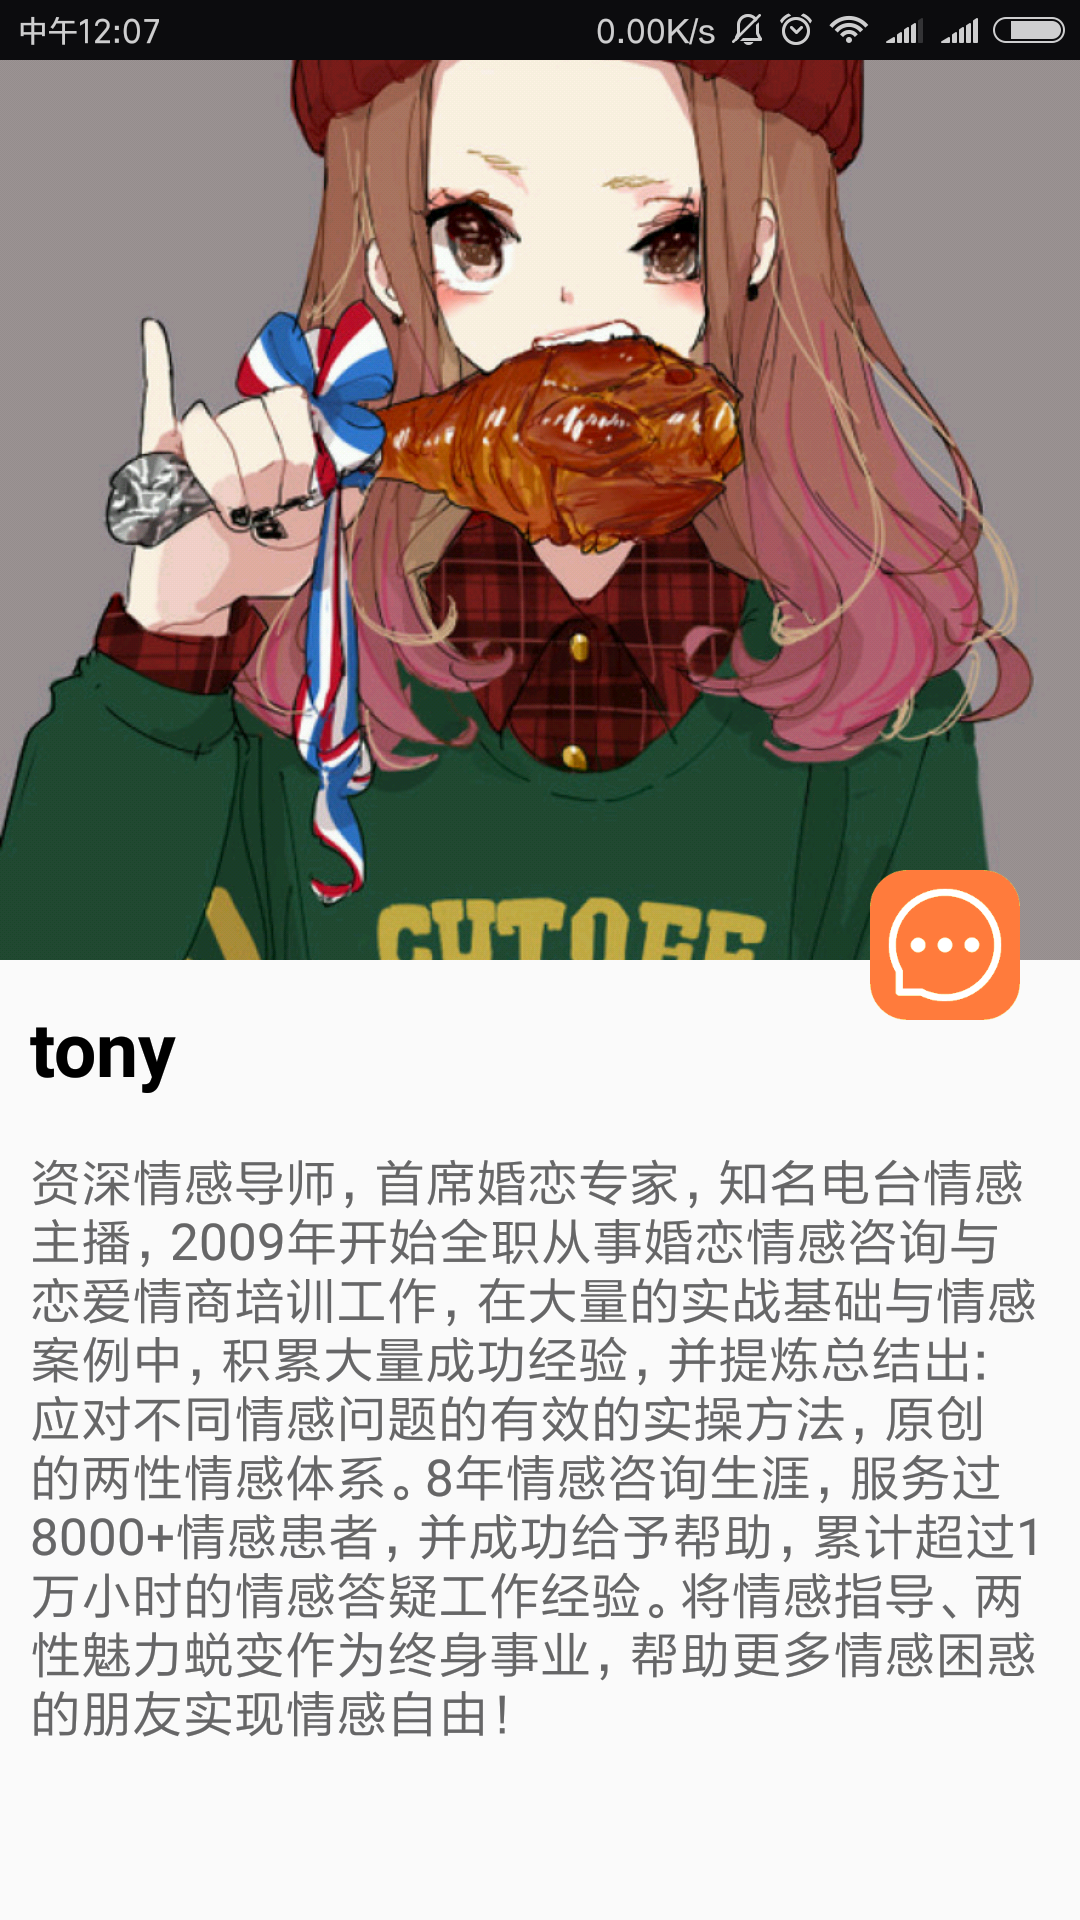 中午12:07
0.00K/s
CUTOFF
tony
资深情感导师，首席婚恋专家，知名电台情感
主播，2009年开始全职从事婚恋情感咨询与
恋爱情商培训工作，在大量的实战基础与情感
案例中，积累大量成功经验，并提炼总结出：
应对不同情感问题的有效的实操方法，原创
的两性情感体系。8年情感咨询生涯，服务过
8000+情感患者，并成功给予帮助，累计超过1
万小时的情感答疑工作经验。将情感指导、两
性魅力蜕变作为终身事业，帮助更多情感困惑
的朋友实现情感自由！